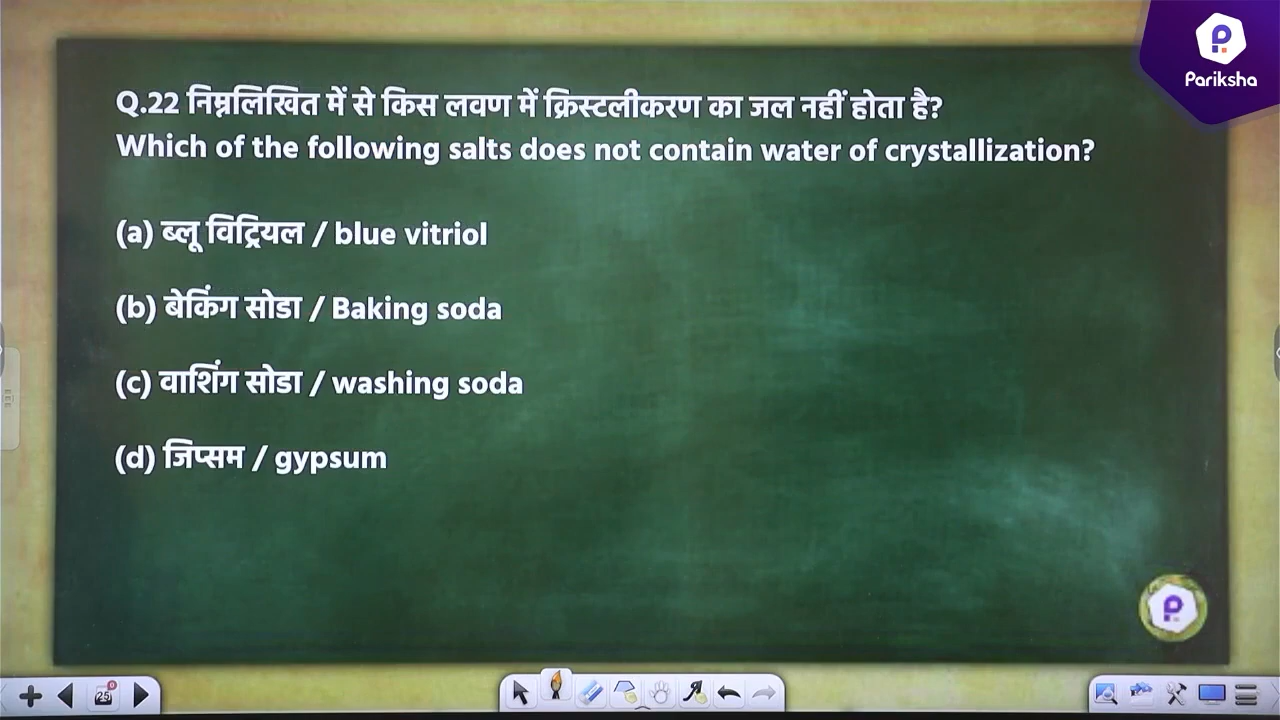 Pariksha
Q.22 निम्नलिखित में से किस लवण में क्रिस्टलीकरण का जल नहीं होता है?
Which of the following salts does not contain water of crystallization?
(a) ब्लू विट्रियल / blue vitriol
(b) बेकिंग सोडा / Baking soda
(c) वाशिंग सोडा / washing soda
(d) जिप्सम / gypsum
25